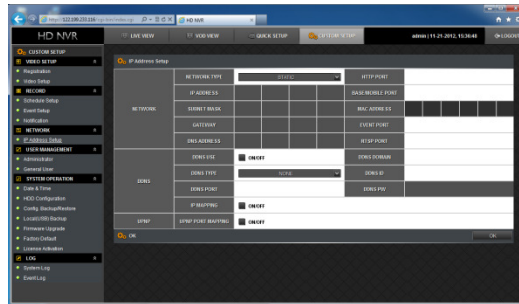 HD NVR
HD NVR
LIVE VIEW
VOD VIEW
QUICK SETUP
CUSTOM SETUP
admin | 11-21-2012, 15:36:48
LOGOUT
CUSTOM SETUP
VIDEO SETUP
Registration
Video Setup
RECORD
Schedule Setup
Event Setup
Notification
NETWORK
IP Address Setup
USER MANAGEMENT
Administrator
General User
SYSTEM OPERATION
Date & Time
HDD Configuration
Config. Backup/Restore
Local(USB) Backup
Firmware Upgrade
Factory Default
License Activation
LOG
System Log
Event Log
IP Address Setup
NETWORK
NETWORK TYPE
STATIC
HTTP PORT
IP ADDRESS
BASE MOBILE PORT
SUBNET MASK
MAC ADDRESS
GATEWAY
EVENT PORT
DNS ADDRESS
RTSP PORT
DDNS
DDNS USE
ON/OFF
DDNS DOMAIN
DDNS TYPE
NONE
DDNS ID
DDNS PORT
DDNS PW
IP MAPPING
ON/OFF
UPNP
UPNP PORT MAPPING
ON/OFF
OK
OK